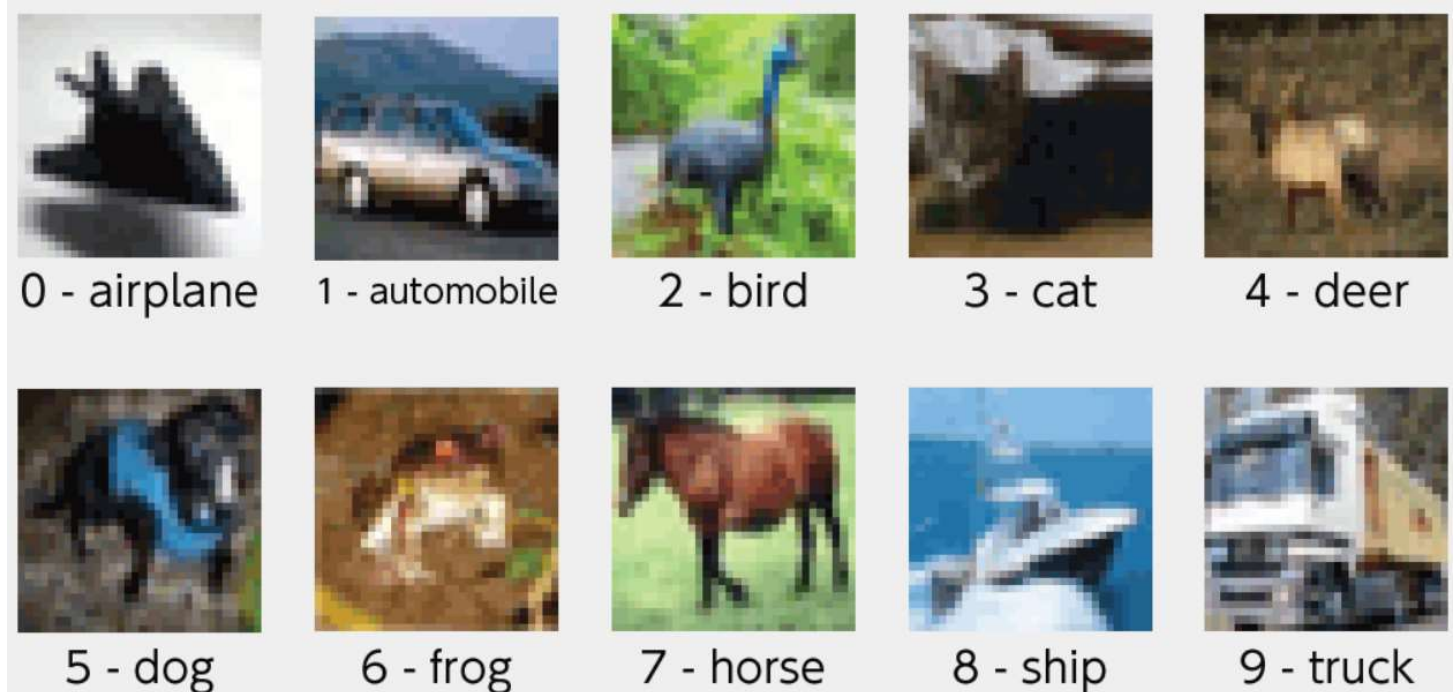 0 - airplane
1 - automobile
2 - bird
3 - cat
4 - deer
5 - dog
6 - frog
7 - horse
8 - ship
9 - truck